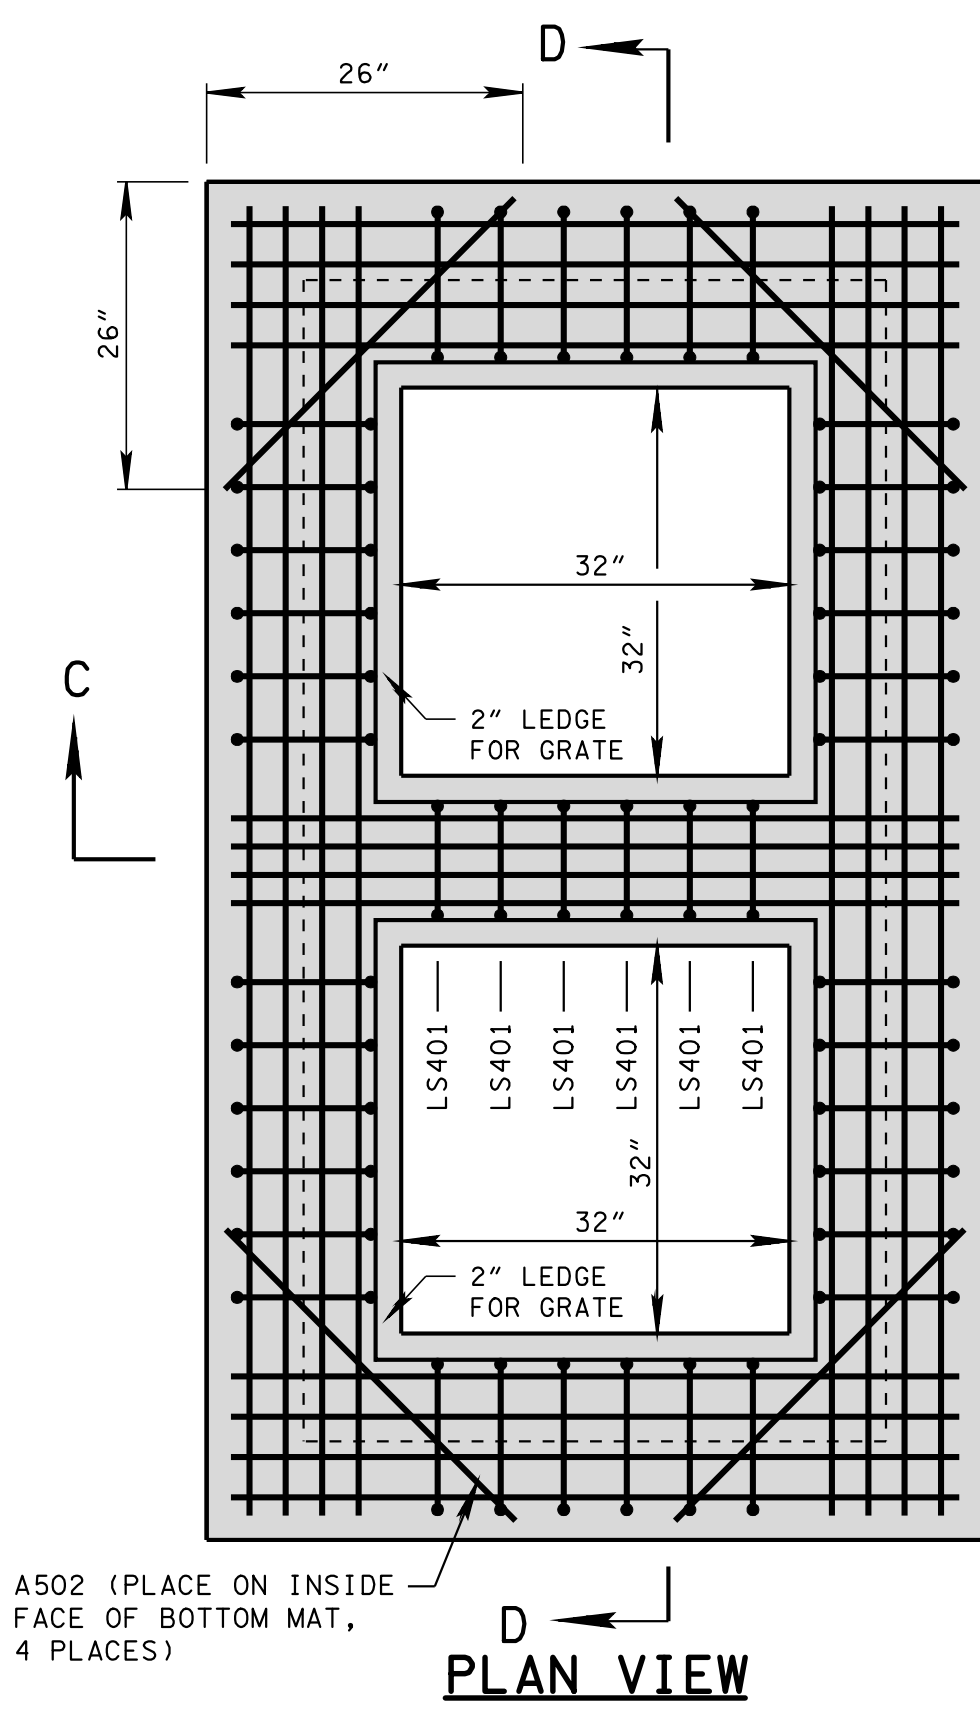 D
26"
26"
32"
32"
C
2" LEDGE
FOR GRATE
LS401
LS401
LS401
LS401
LS401
LS401
32"
32"
2" LEDGE
FOR GRATE
A502 (PLACE ON INSIDE
FACE OF BOTTOM MAT,
4 PLACES)
D
PLAN VIEW